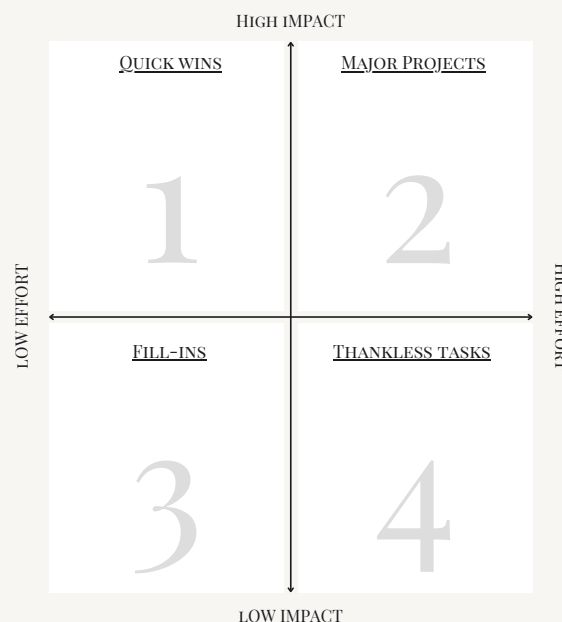 High impact
Quick wins
Major Projects
1
2
LOW EFFORT
HIGH EFFORT
Fill-ins
Thankless tasks
3
4
low impact